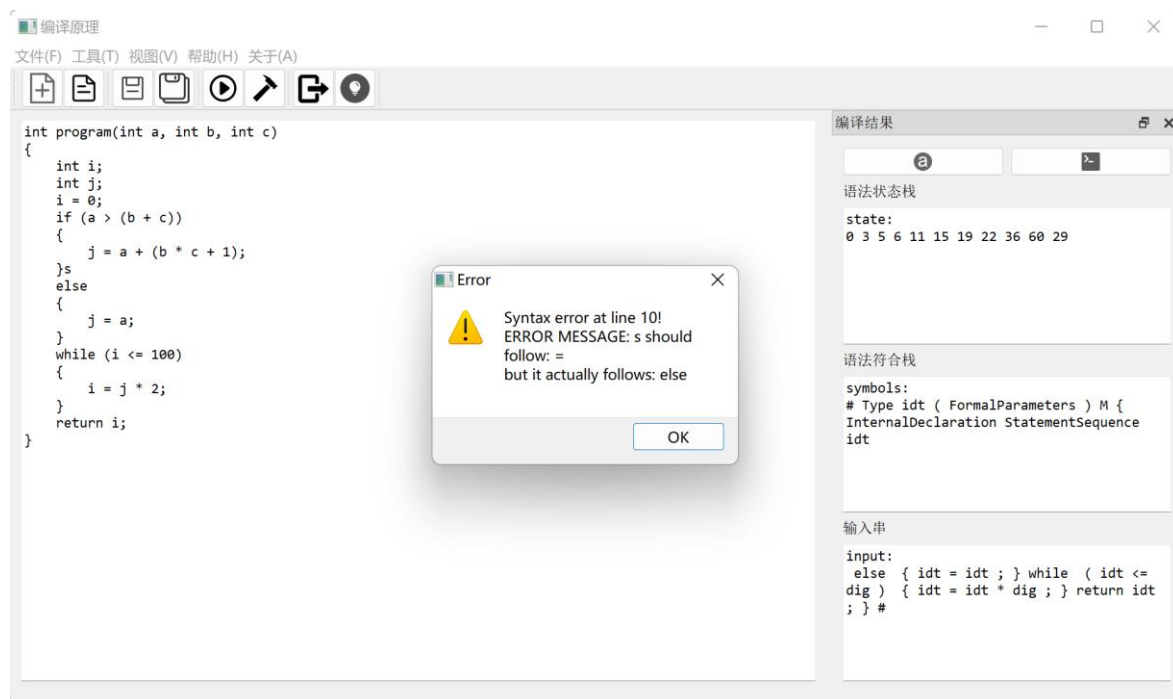 编译原理
文件(F) 工具(T) 视图(V) 帮助(H) 关于(A)
int program(int a, int b, int c)
{
    int i;
    int j;
    i = 0;
    if (a > (b + c))
    {
        j = a + (b * c + 1);
    }s
    else
    {
        j = a;
    }
    while (i <= 100)
    {
        i = j * 2;
    }
    return i;
}
Error
Syntax error at line 10!
ERROR MESSAGE: s should
follow: =
but it actually follows: else
OK
编译结果
a
语法状态栈
state:
0 3 5 6 11 15 19 22 36 60 29
语法符合栈
symbols:
# Type idt ( FormalParameters ) M {
InternalDeclaration StatementSequence
idt
输入串
input:
 else  { idt = idt ; } while  ( idt <=
dig )  { idt = idt * dig ; } return idt
; } #